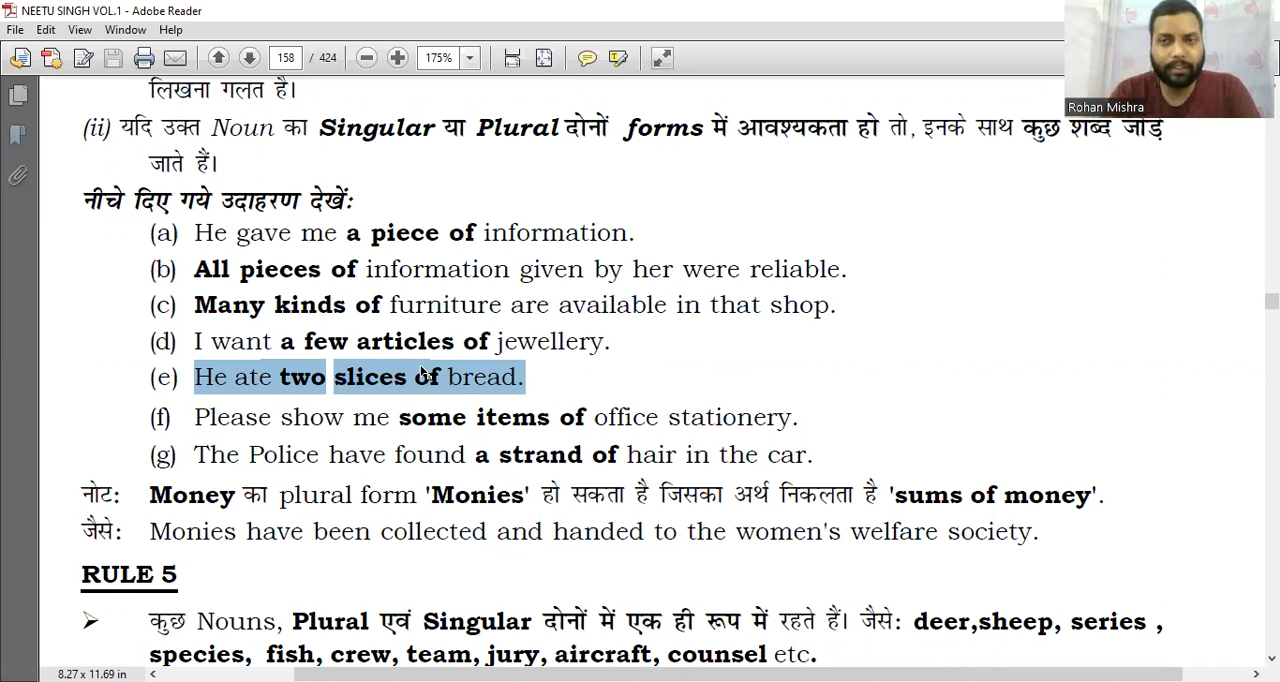 NEETU SINGH VOL.1 - Adobe Reader
File Edit View Window Help
158 / 424 175%
Rohan Mishra
लिखना गलत है।
(ii) यदि उक्त Noun का Singular या Plural दोनों forms में आवश्यकता हो तो, इनके साथ कुछ शब्द जोड़े
जाते हैं।
नीचे दिए गये उदाहरण देखें:
(a) He gave me a piece of information.
(b) All pieces of information given by her were reliable.
(c) Many kinds of furniture are available in that shop.
(d) I want a few articles of jewellery.
(e) He ate two slices of bread.
(f) Please show me some items of office stationery.
(g) The Police have found a strand of hair in the car.
नोट: Money का plural form 'Monies' हो सकता है जिसका अर्थ निकलता है 'sums of money'.
जैसे: Monies have been collected and handed to the women's welfare society.
RULE 5
➢ कुछ Nouns, Plural एवं Singular दोनों में एक ही रूप में रहते हैं। जैसे: deer,sheep, series ,
species, fish, crew, team, jury, aircraft, counsel etc.
8.27 x 11.69 in